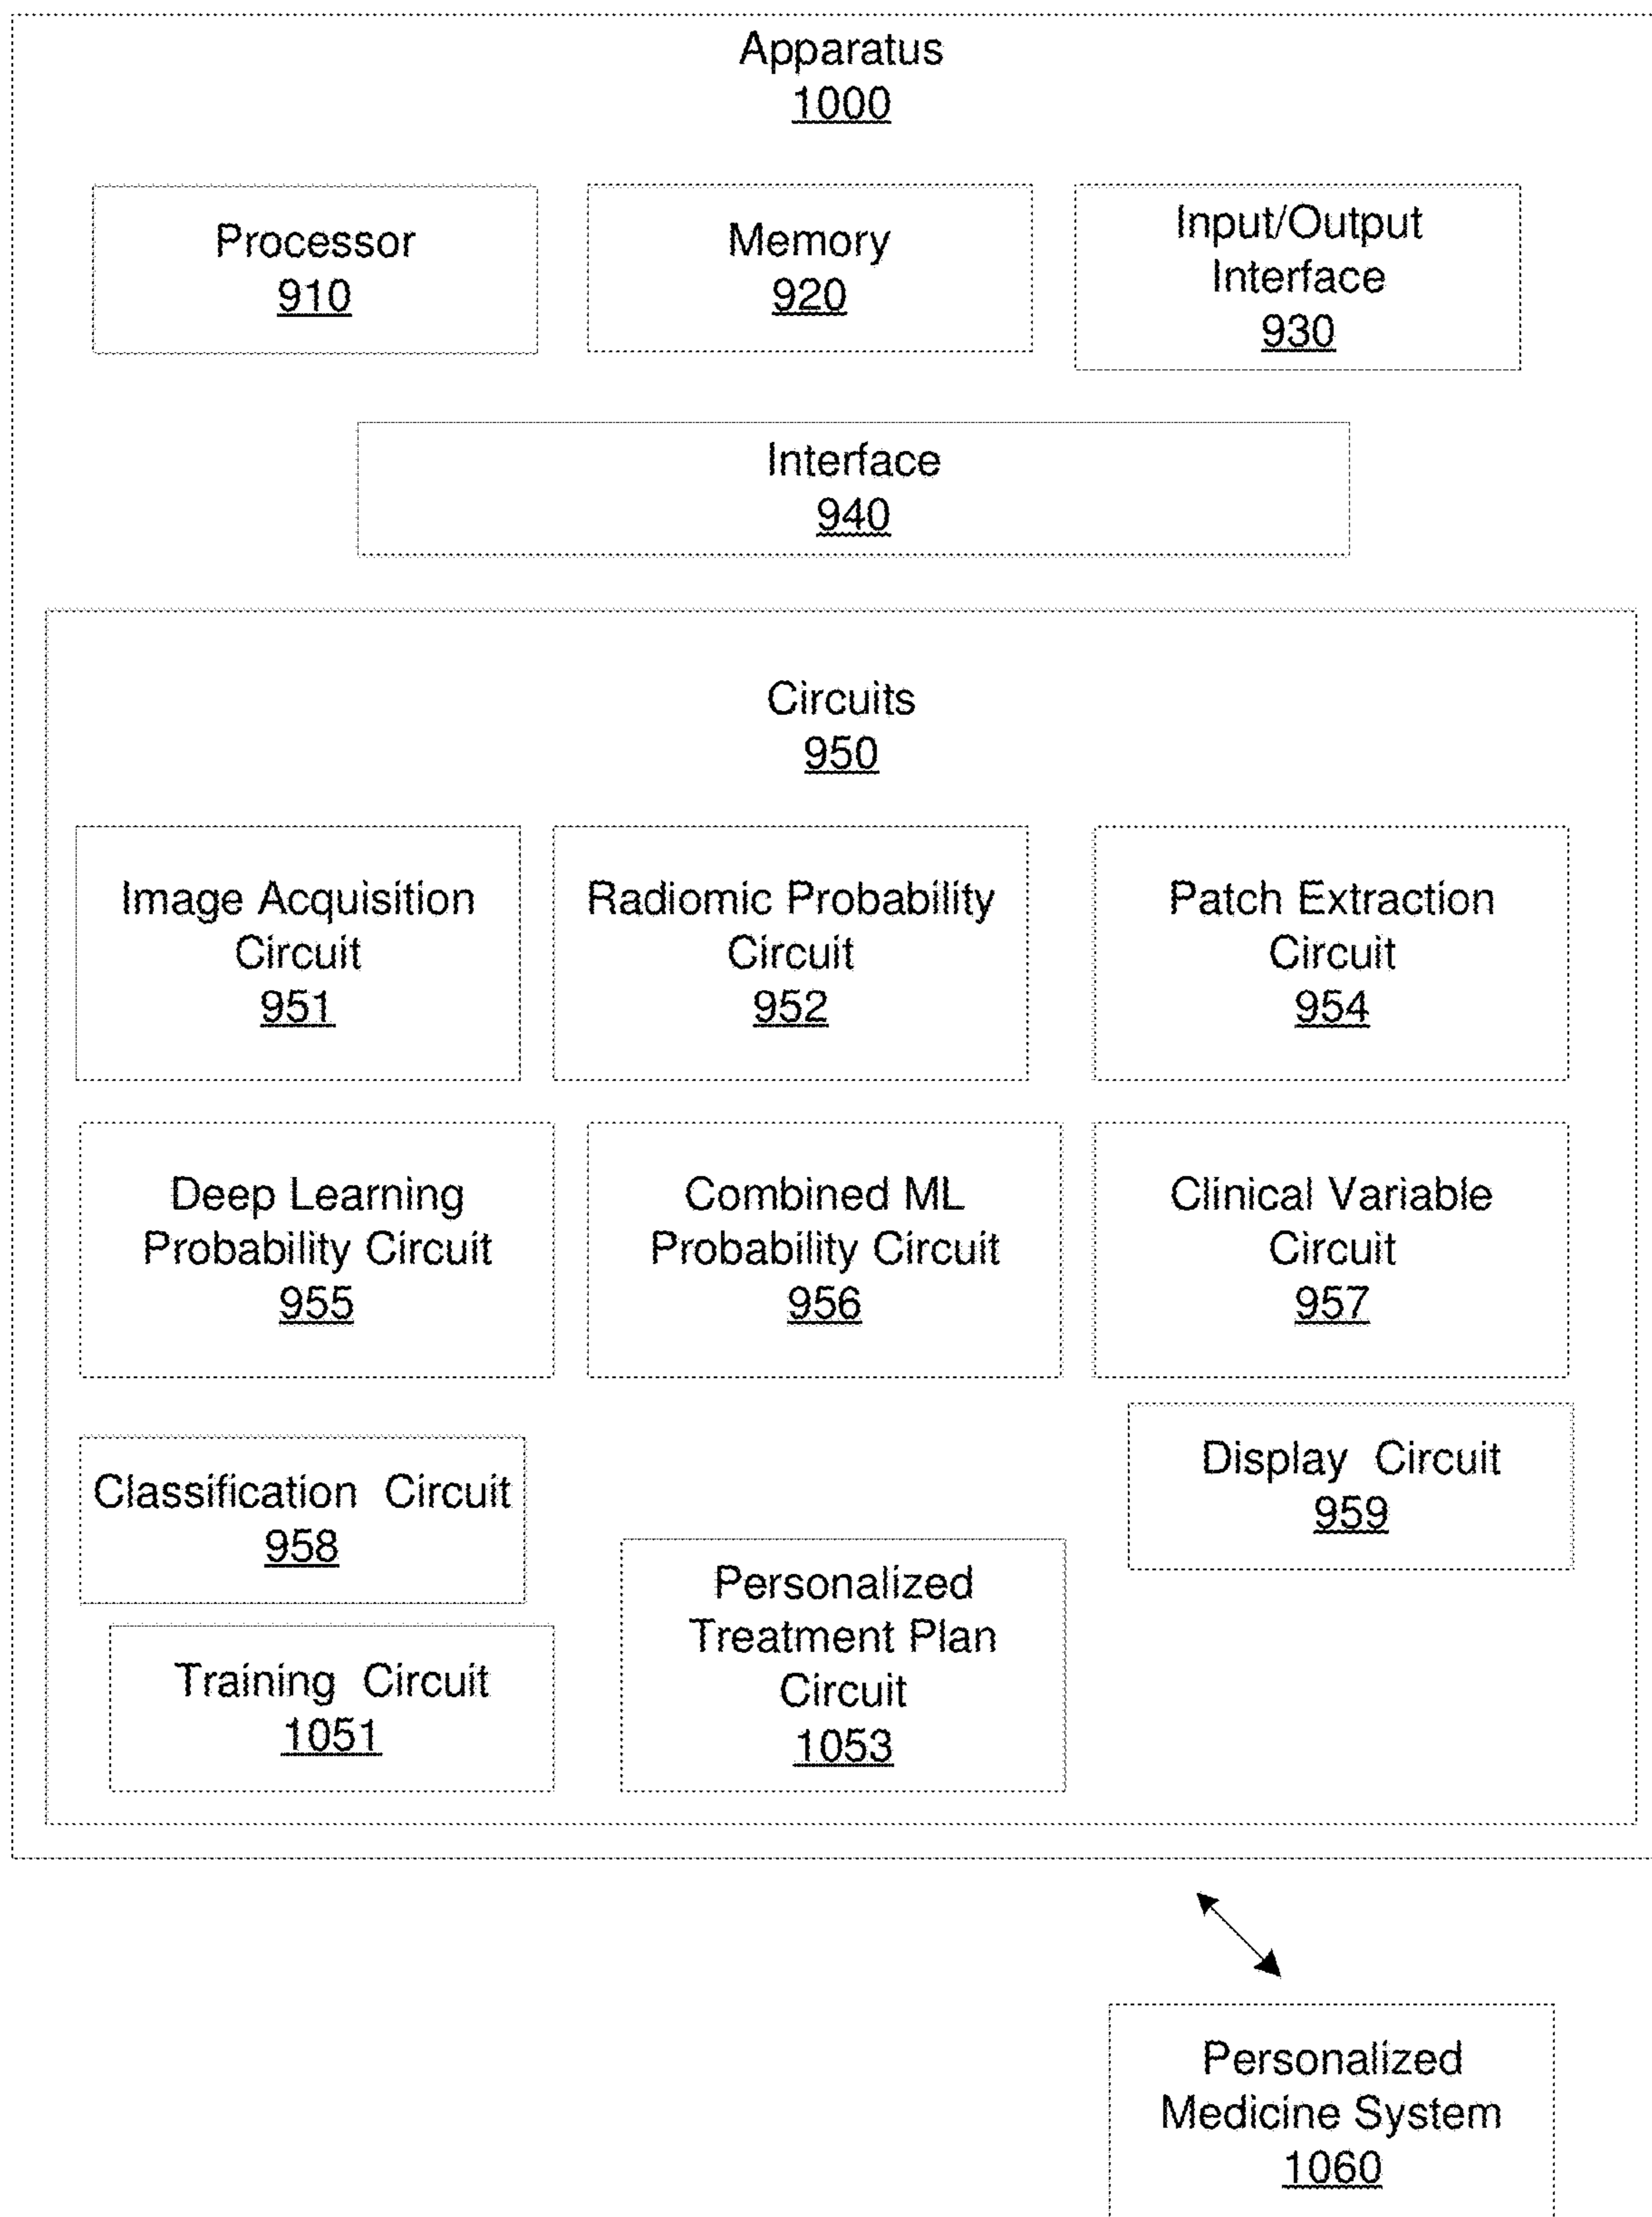 Apparatus
1000
Processor
910
Memory
920
Input/Output
Interface
930
Interface
940
Circuits
950
Image Acquisition
Circuit
951
Radiomic Probability
Circuit
952
Patch Extraction
Circuit
954
Deep Learning
Probability Circuit
955
Combined ML
Probability Circuit
956
Clinical Variable
Circuit
957
Classification Circuit
958
Display Circuit
959
Training Circuit
1051
Personalized
Treatment Plan
Circuit
1053
Personalized
Medicine System
1060